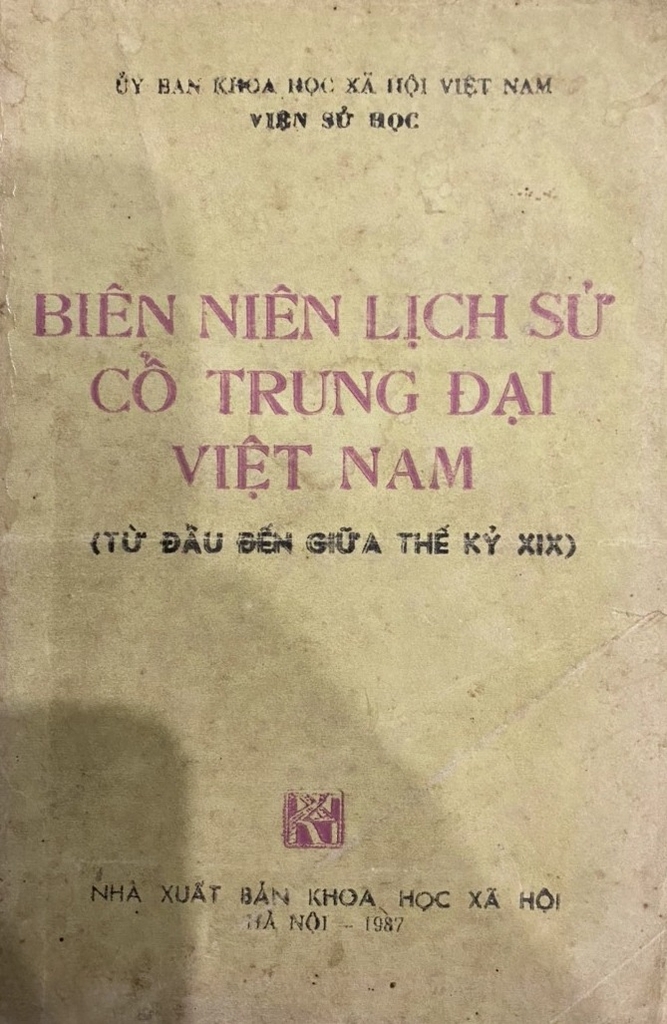 ỦY BAN KHOA HỌC XÃ HỘI VIỆT NAM
VIỆN SỬ HỌC
BIÊN NIÊN LỊCH SỬ
CỔ TRUNG ĐẠI
VIỆT NAM
(TỪ ĐẦU ĐẾN GIỮA THẾ KỶ XIX)
NHÀ XUẤT BẢN KHOA HỌC XÃ HỘI
HÀ NỘI - 1987